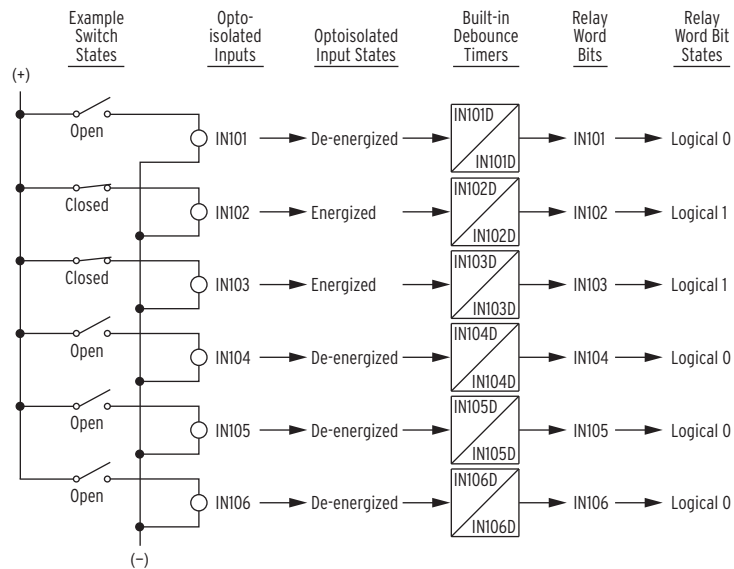 Example Switch States
Opto-isolated Inputs
Optoisolated Input States
Built-in Debounce Timers
Relay Word Bits
Relay Word Bit States
(+)
Open
IN101
De-energized
IN101D
IN101D
IN101
Logical 0
Closed
IN102
Energized
IN102D
IN102D
IN102
Logical 1
Closed
IN103
Energized
IN103D
IN103D
IN103
Logical 1
Open
IN104
De-energized
IN104D
IN104D
IN104
Logical 0
Open
IN105
De-energized
IN105D
IN105D
IN105
Logical 0
Open
IN106
De-energized
IN106D
IN106D
IN106
Logical 0
(–)